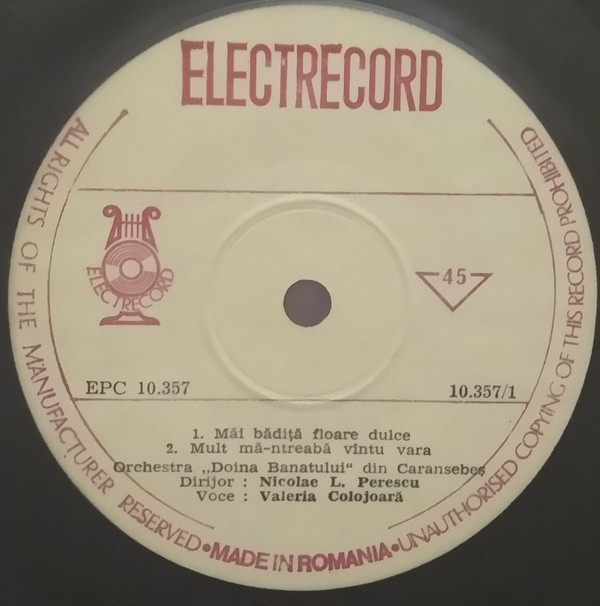 ELECTRECORD
ELECTRECORD
45
EPC 10.357
10.357/1
1. Măi bădiță floare dulce
2. Mult mă-ntreabă vîntu vara
Orchestra „Doina Banatului“ din Caransebeș
Dirijor : Nicolae L. Perescu
Voce : Valeria Colojoară
ALL RIGHTS OF THE MANUFACTURER RESERVED•MADE IN ROMANIA•UNAUTHORISED COPYING OF THIS RECORD PROHIBITED